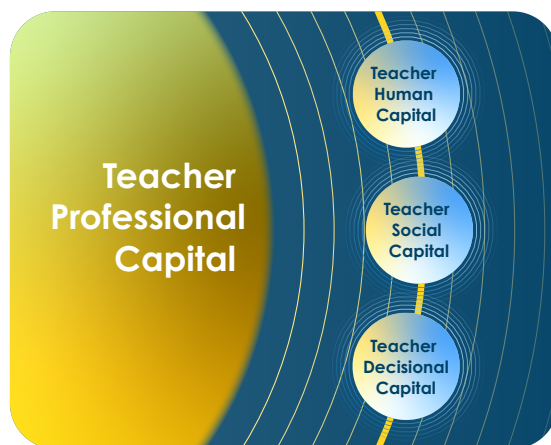 Teacher
Professional
Capital
Teacher
Human
Capital
Teacher
Social
Capital
Teacher
Decisional
Capital